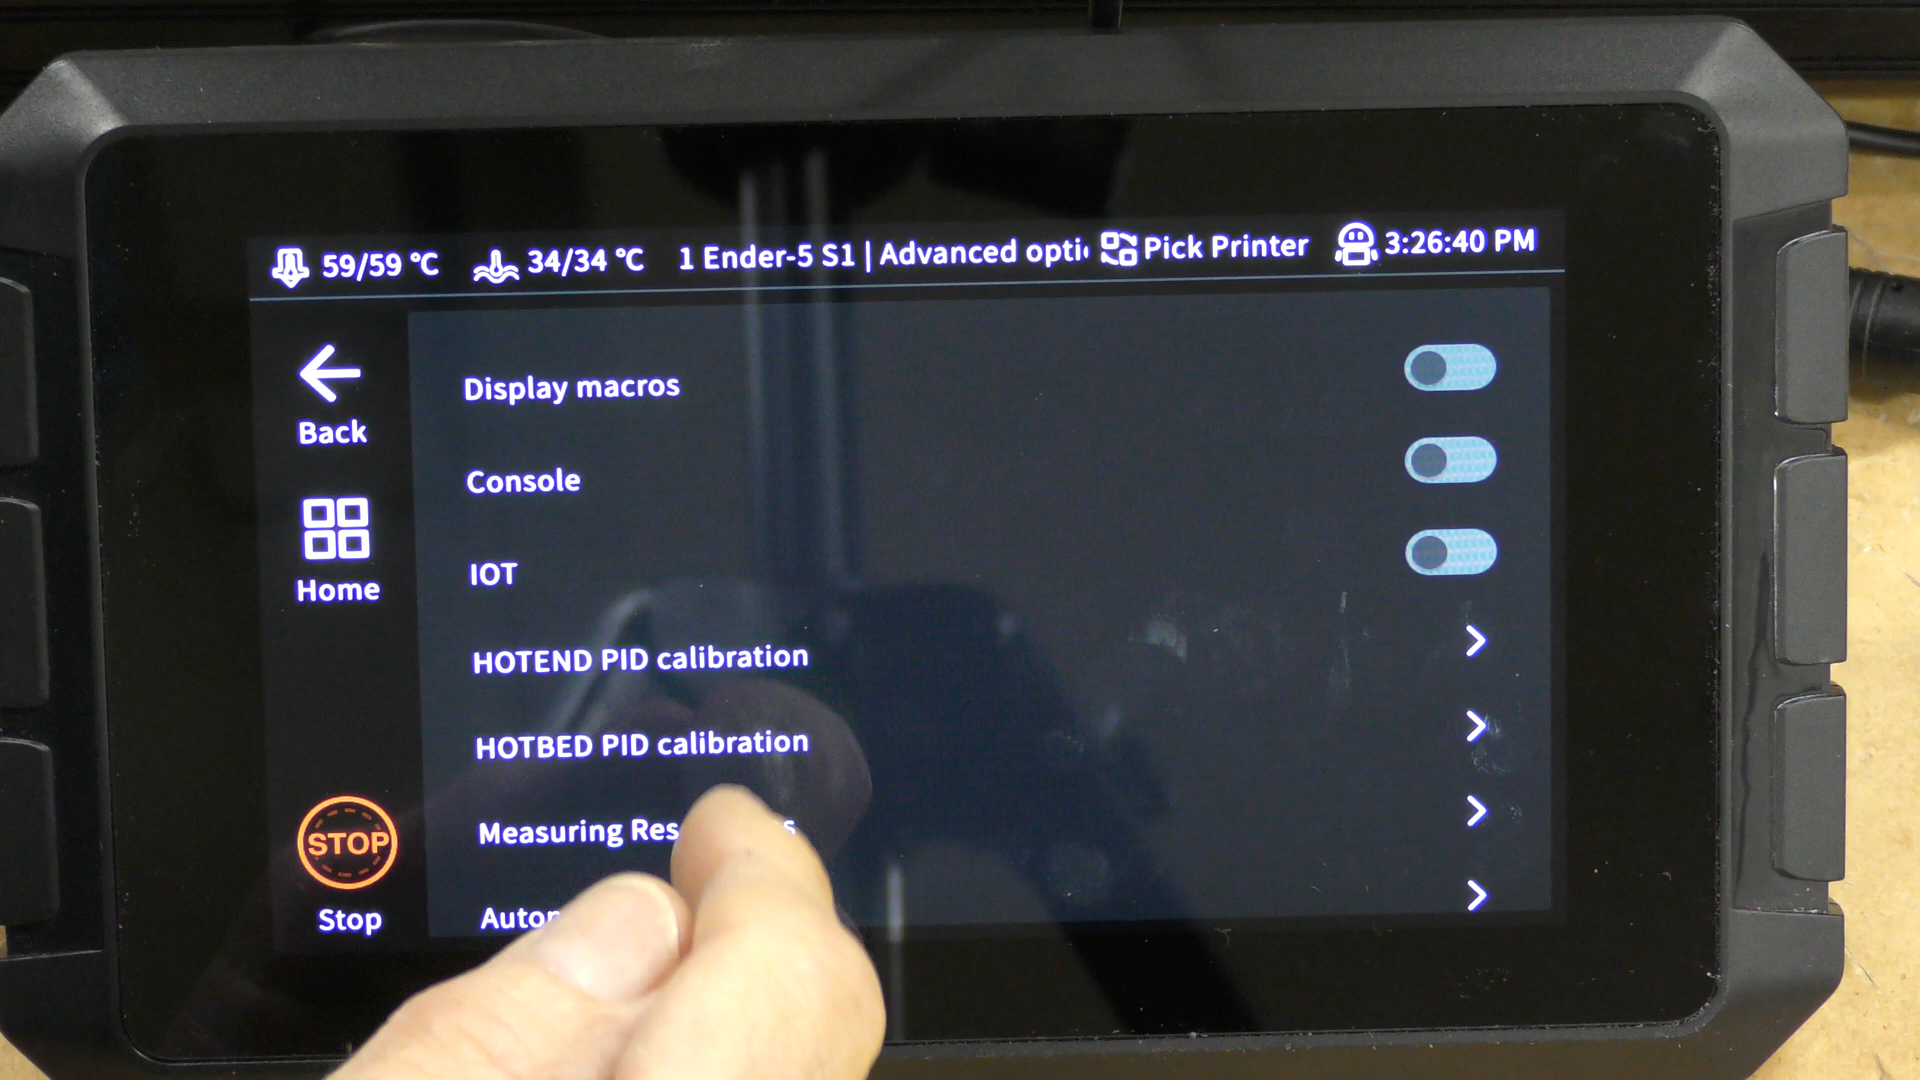 59/59 °C 34/34 °C 1 Ender-5 S1 | Advanced opti Pick Printer 3:26:40 PM
Back
Home
STOP
Stop
Display macros
Console
IOT
HOTEND PID calibration
HOTBED PID calibration
Measuring